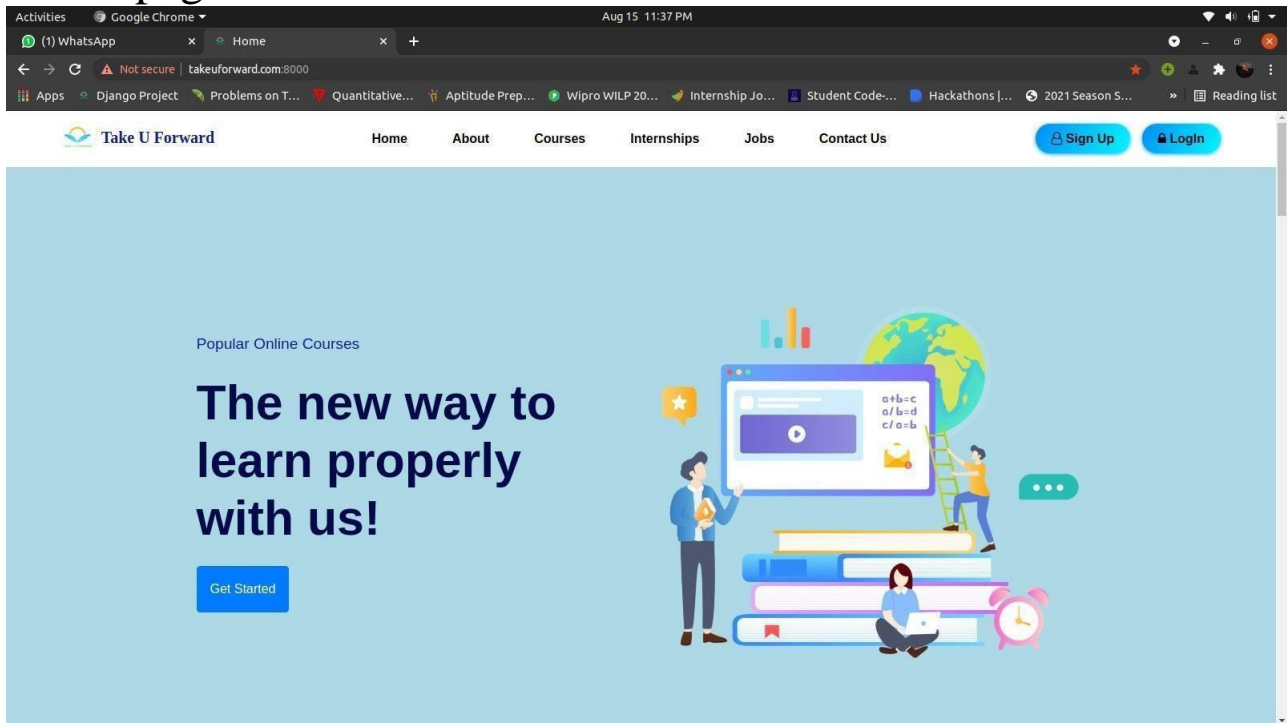 Activities Google Chrome Aug 15 11:37 PM
(1) WhatsApp Home
Not secure | takeuforward.com:8000
Apps Django Project Problems on T... Quantitative... Aptitude Prep... Wipro WILP 20... Internship Jo... Student Code-... Hackathons |... 2021 Season S... » Reading list
Take U Forward Home About Courses Internships Jobs Contact Us Sign Up LogIn
Popular Online Courses
The new way to
learn properly
with us!
Get Started
a+b=c
a/b=d
c/a=b